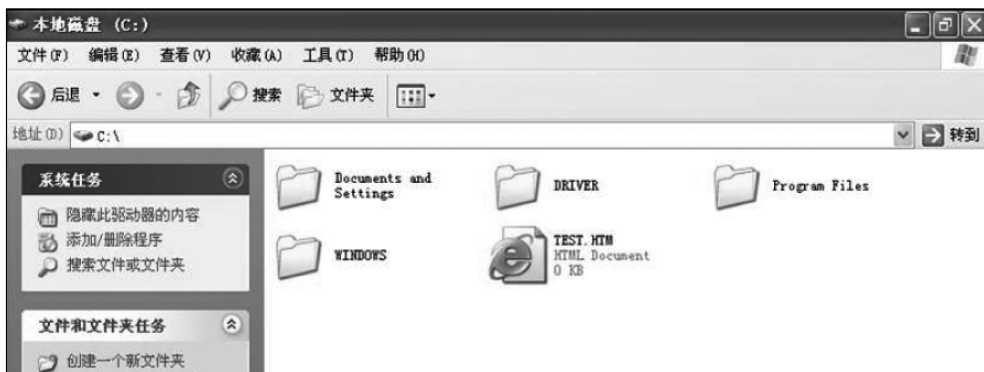 本地磁盘 (C:)
文件(F) 编辑(E) 查看(V) 收藏(A) 工具(T) 帮助(H)
后退 搜索 文件夹
地址(D) C:\ 转到
系统任务
隐藏此驱动器的内容
添加/删除程序
搜索文件或文件夹
文件和文件夹任务
创建一个新文件夹
Documents and
Settings
DRIVER
Program Files
WINDOWS
TEST.HTM
HTML Document
0 KB